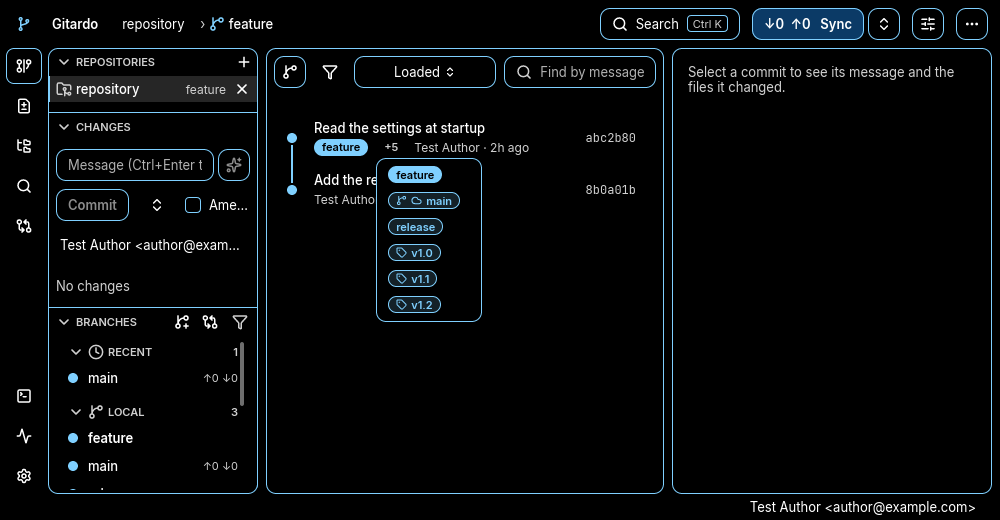 Gitardo repository › feature Search Ctrl K ↓0 ↑0 Sync
REPOSITORIES
repository feature
CHANGES
Message (Ctrl+Enter t
Commit Ame...
Test Author <author@exam...
No changes
BRANCHES
RECENT 1
main ↑0 ↓0
LOCAL 3
feature
main ↑0 ↓0
Loaded Find by message
Read the settings at startup abc2b80
feature +5 Test Author · 2h ago
Add the re 8b0a01b
Test Autho
feature
main
release
v1.0
v1.1
v1.2
Select a commit to see its message and the
files it changed.
Test Author <author@example.com>